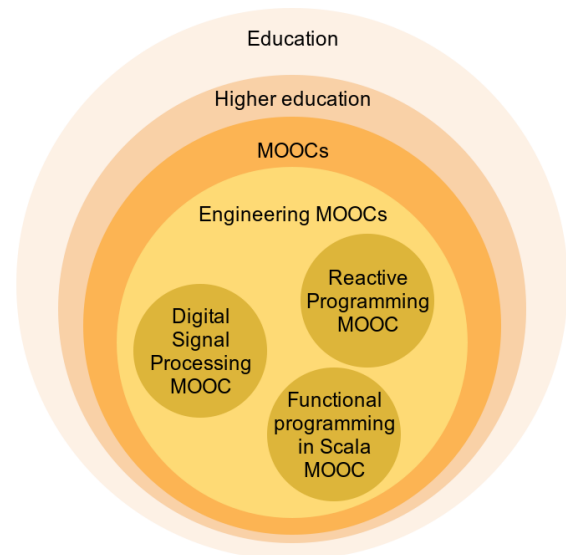 Education
Higher education
MOOCs
Engineering MOOCs
Reactive
Programming
MOOC
Digital
Signal
Processing
MOOC
Functional
programming
in Scala
MOOC